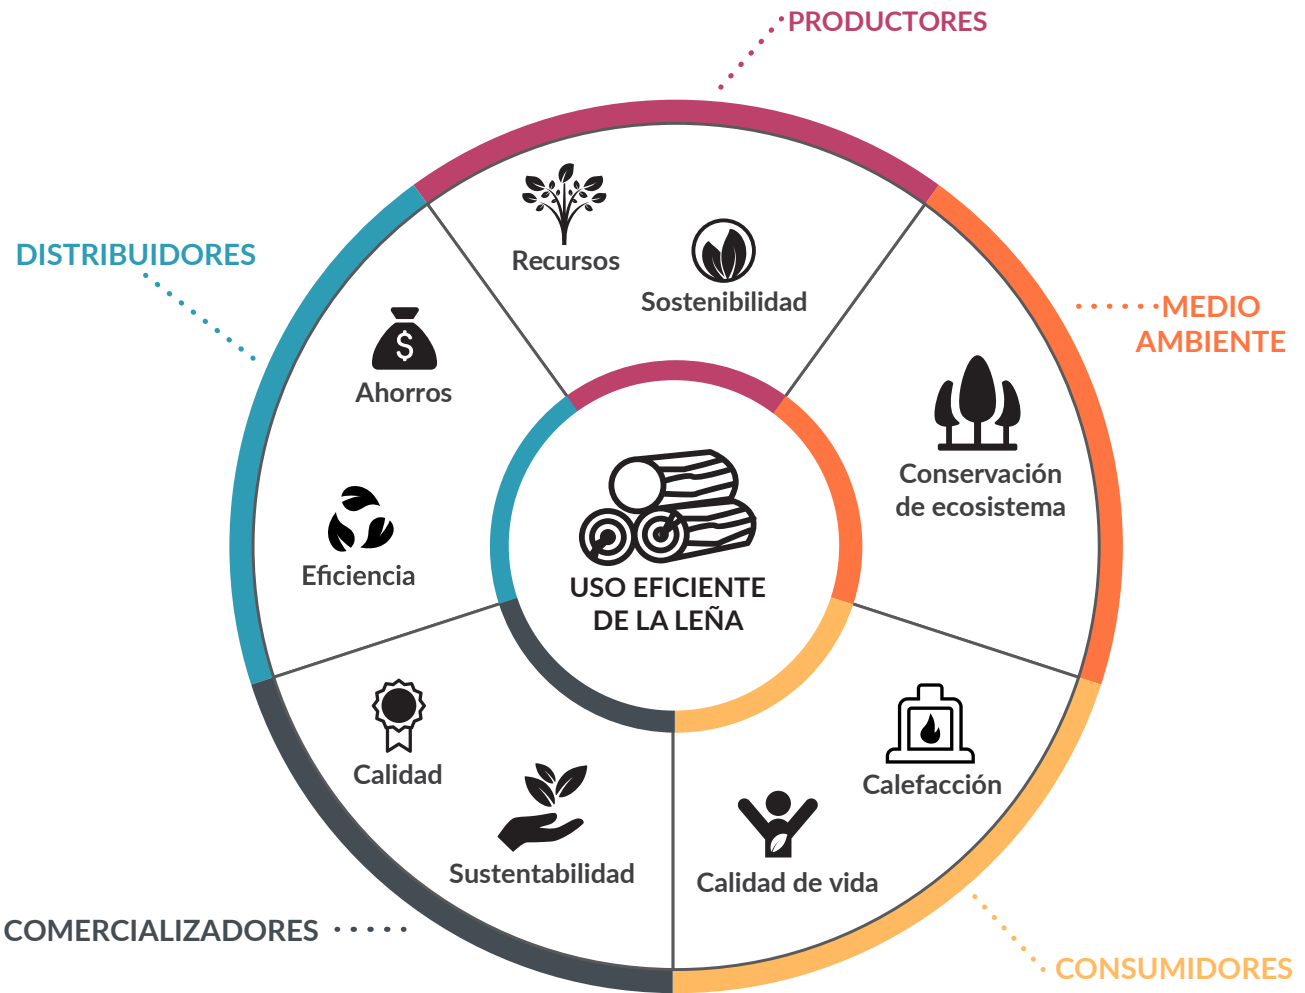 PRODUCTORES
DISTRIBUIDORES
MEDIO
AMBIENTE
Recursos
Sostenibilidad
$
Ahorros
Conservación
de ecosistema
Eficiencia
USO EFICIENTE
DE LA LEÑA
Calidad
Calefacción
Sustentabilidad
Calidad de vida
COMERCIALIZADORES
CONSUMIDORES